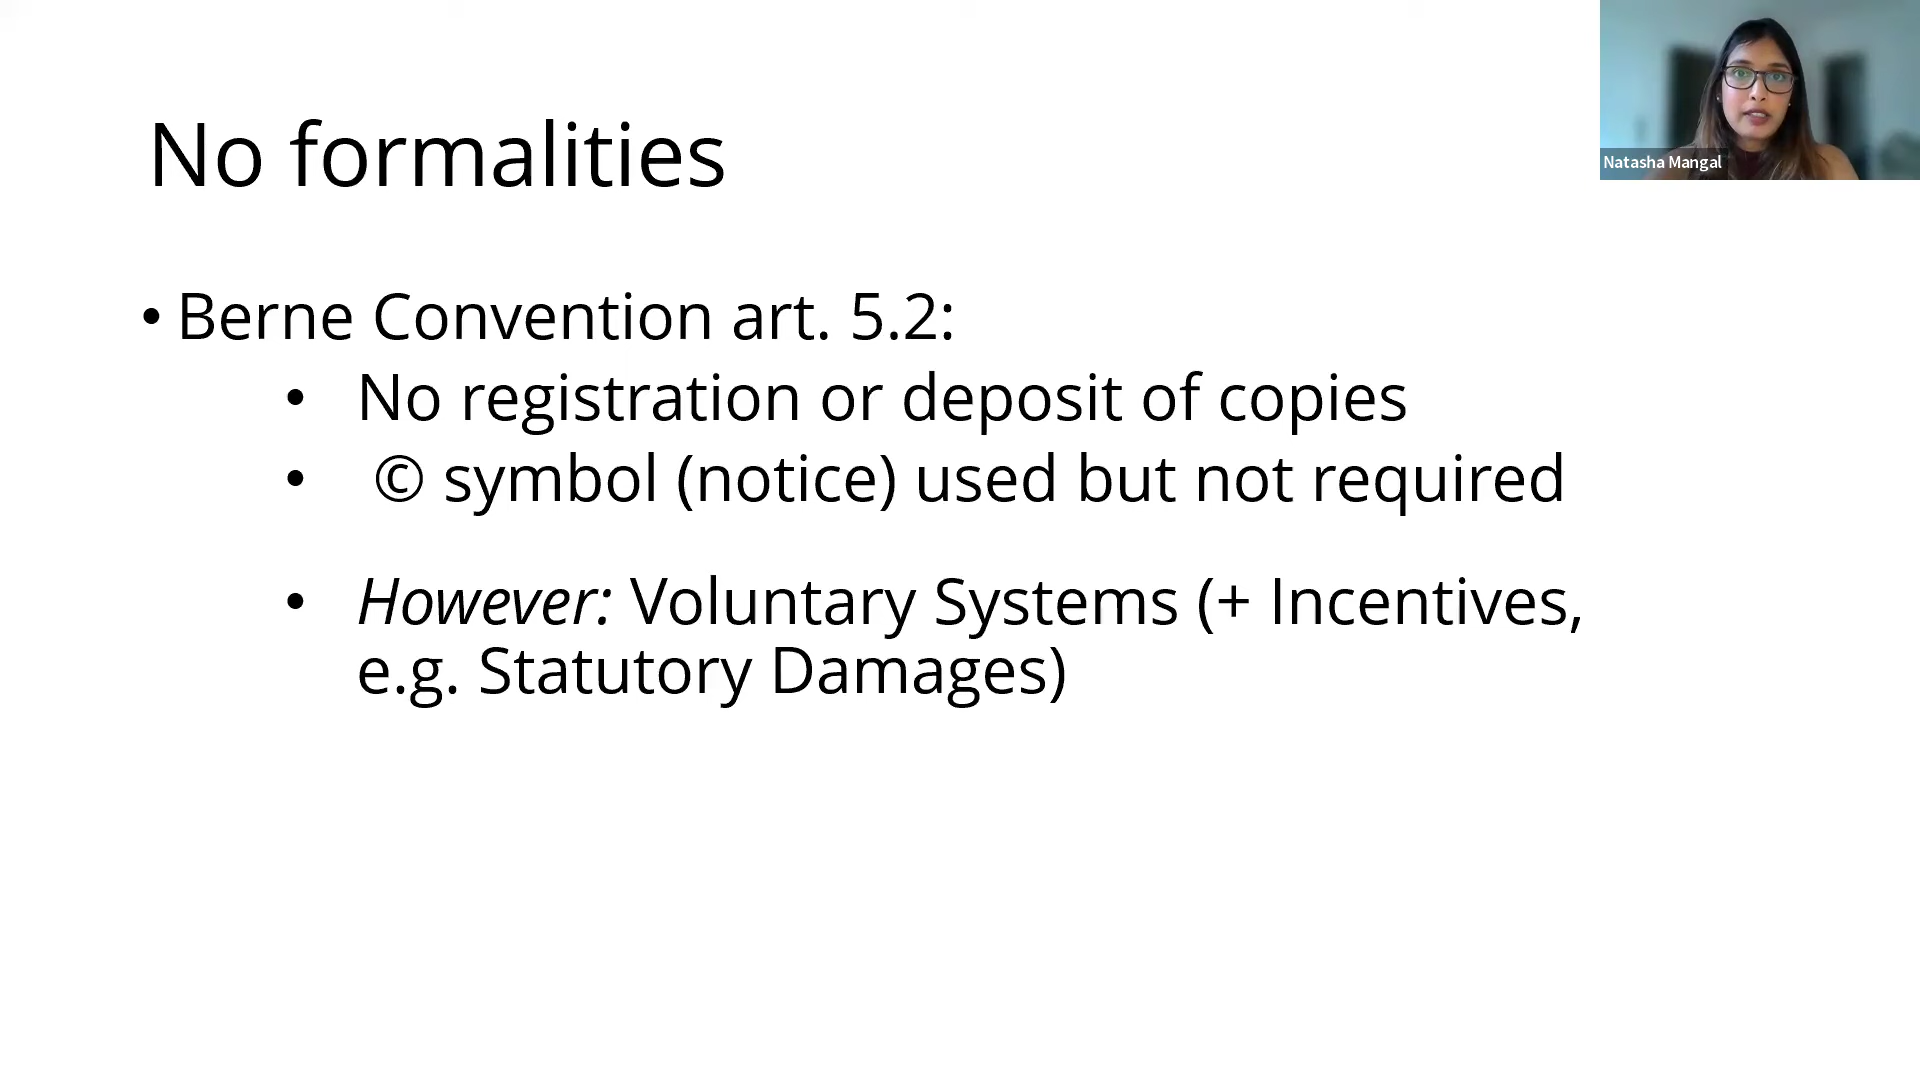 No formalities
Natasha Mangal
• Berne Convention art. 5.2:
• No registration or deposit of copies
• © symbol (notice) used but not required
• However: Voluntary Systems (+ Incentives,
e.g. Statutory Damages)